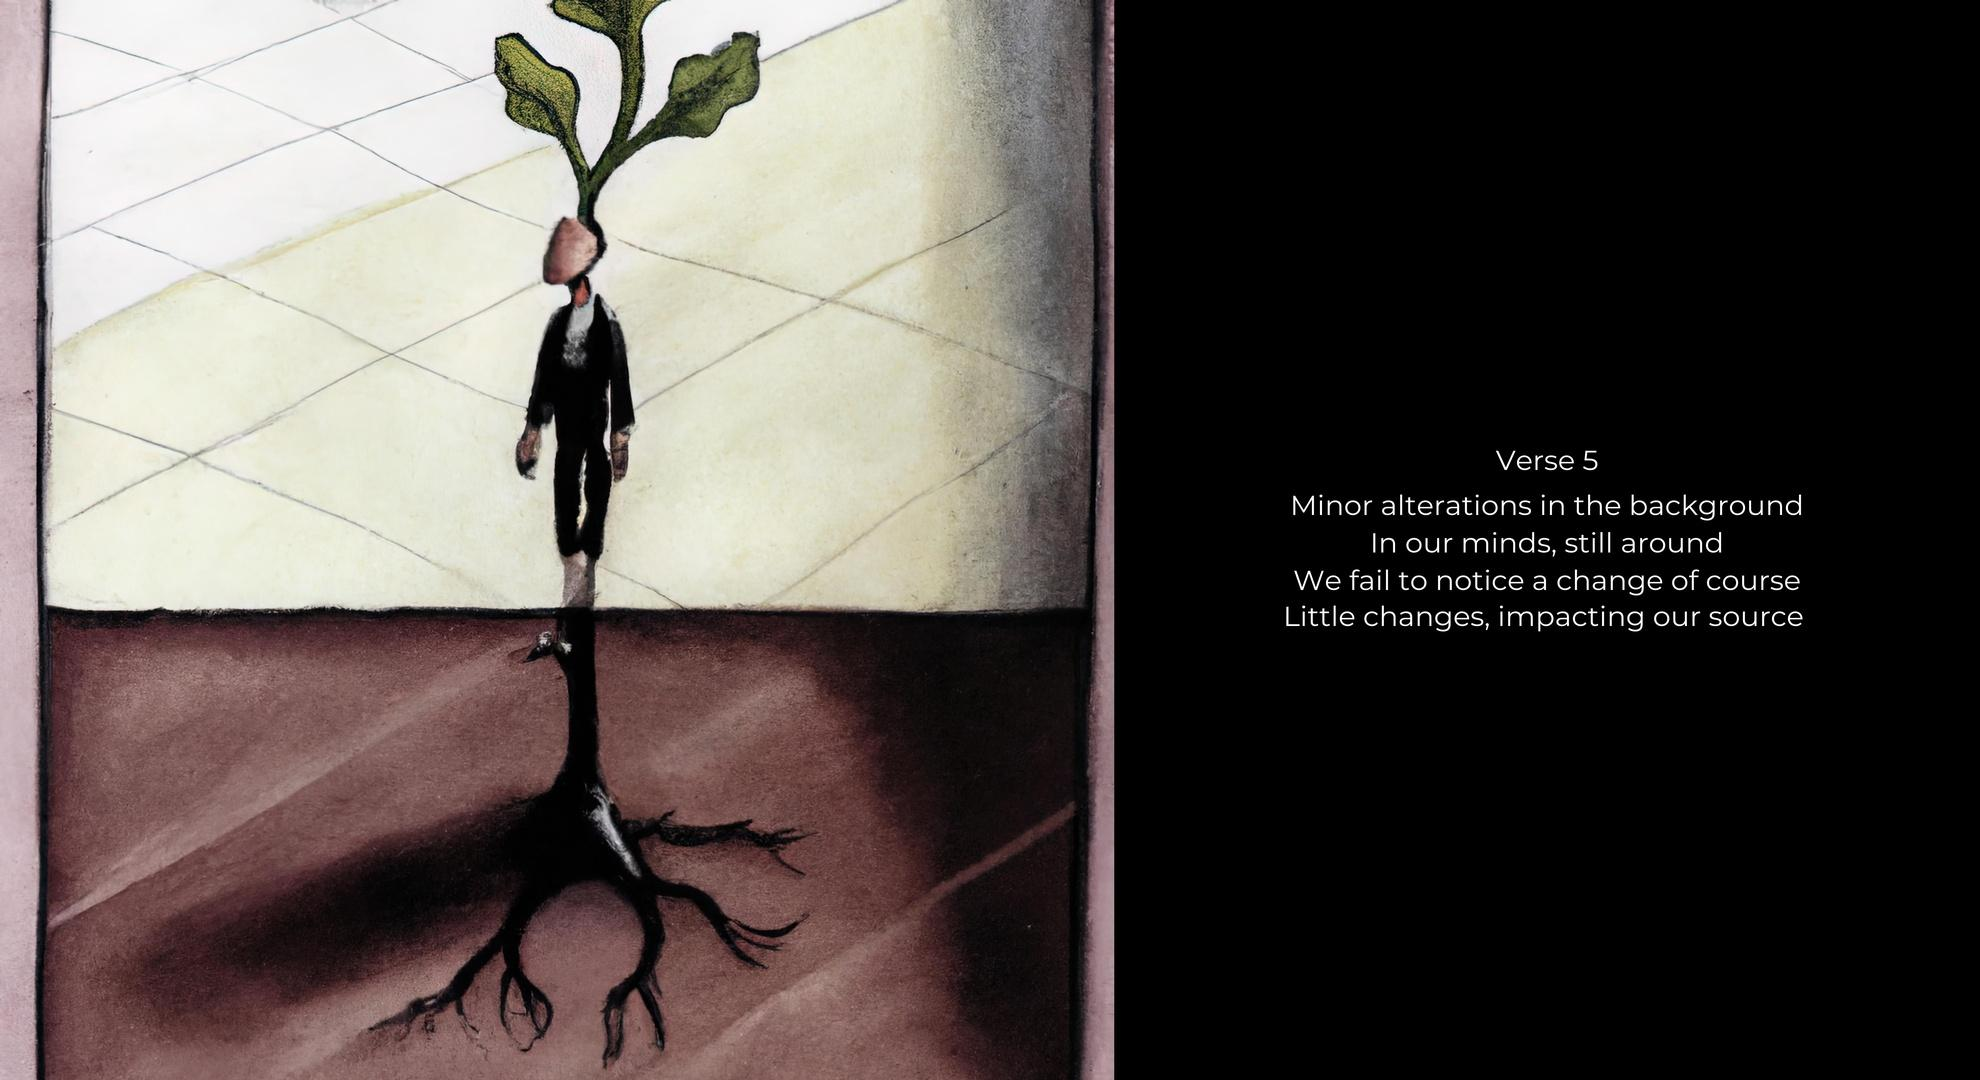 Verse 5
Minor alterations in the background
In our minds, still around
We fail to notice a change of course
Little changes, impacting our source